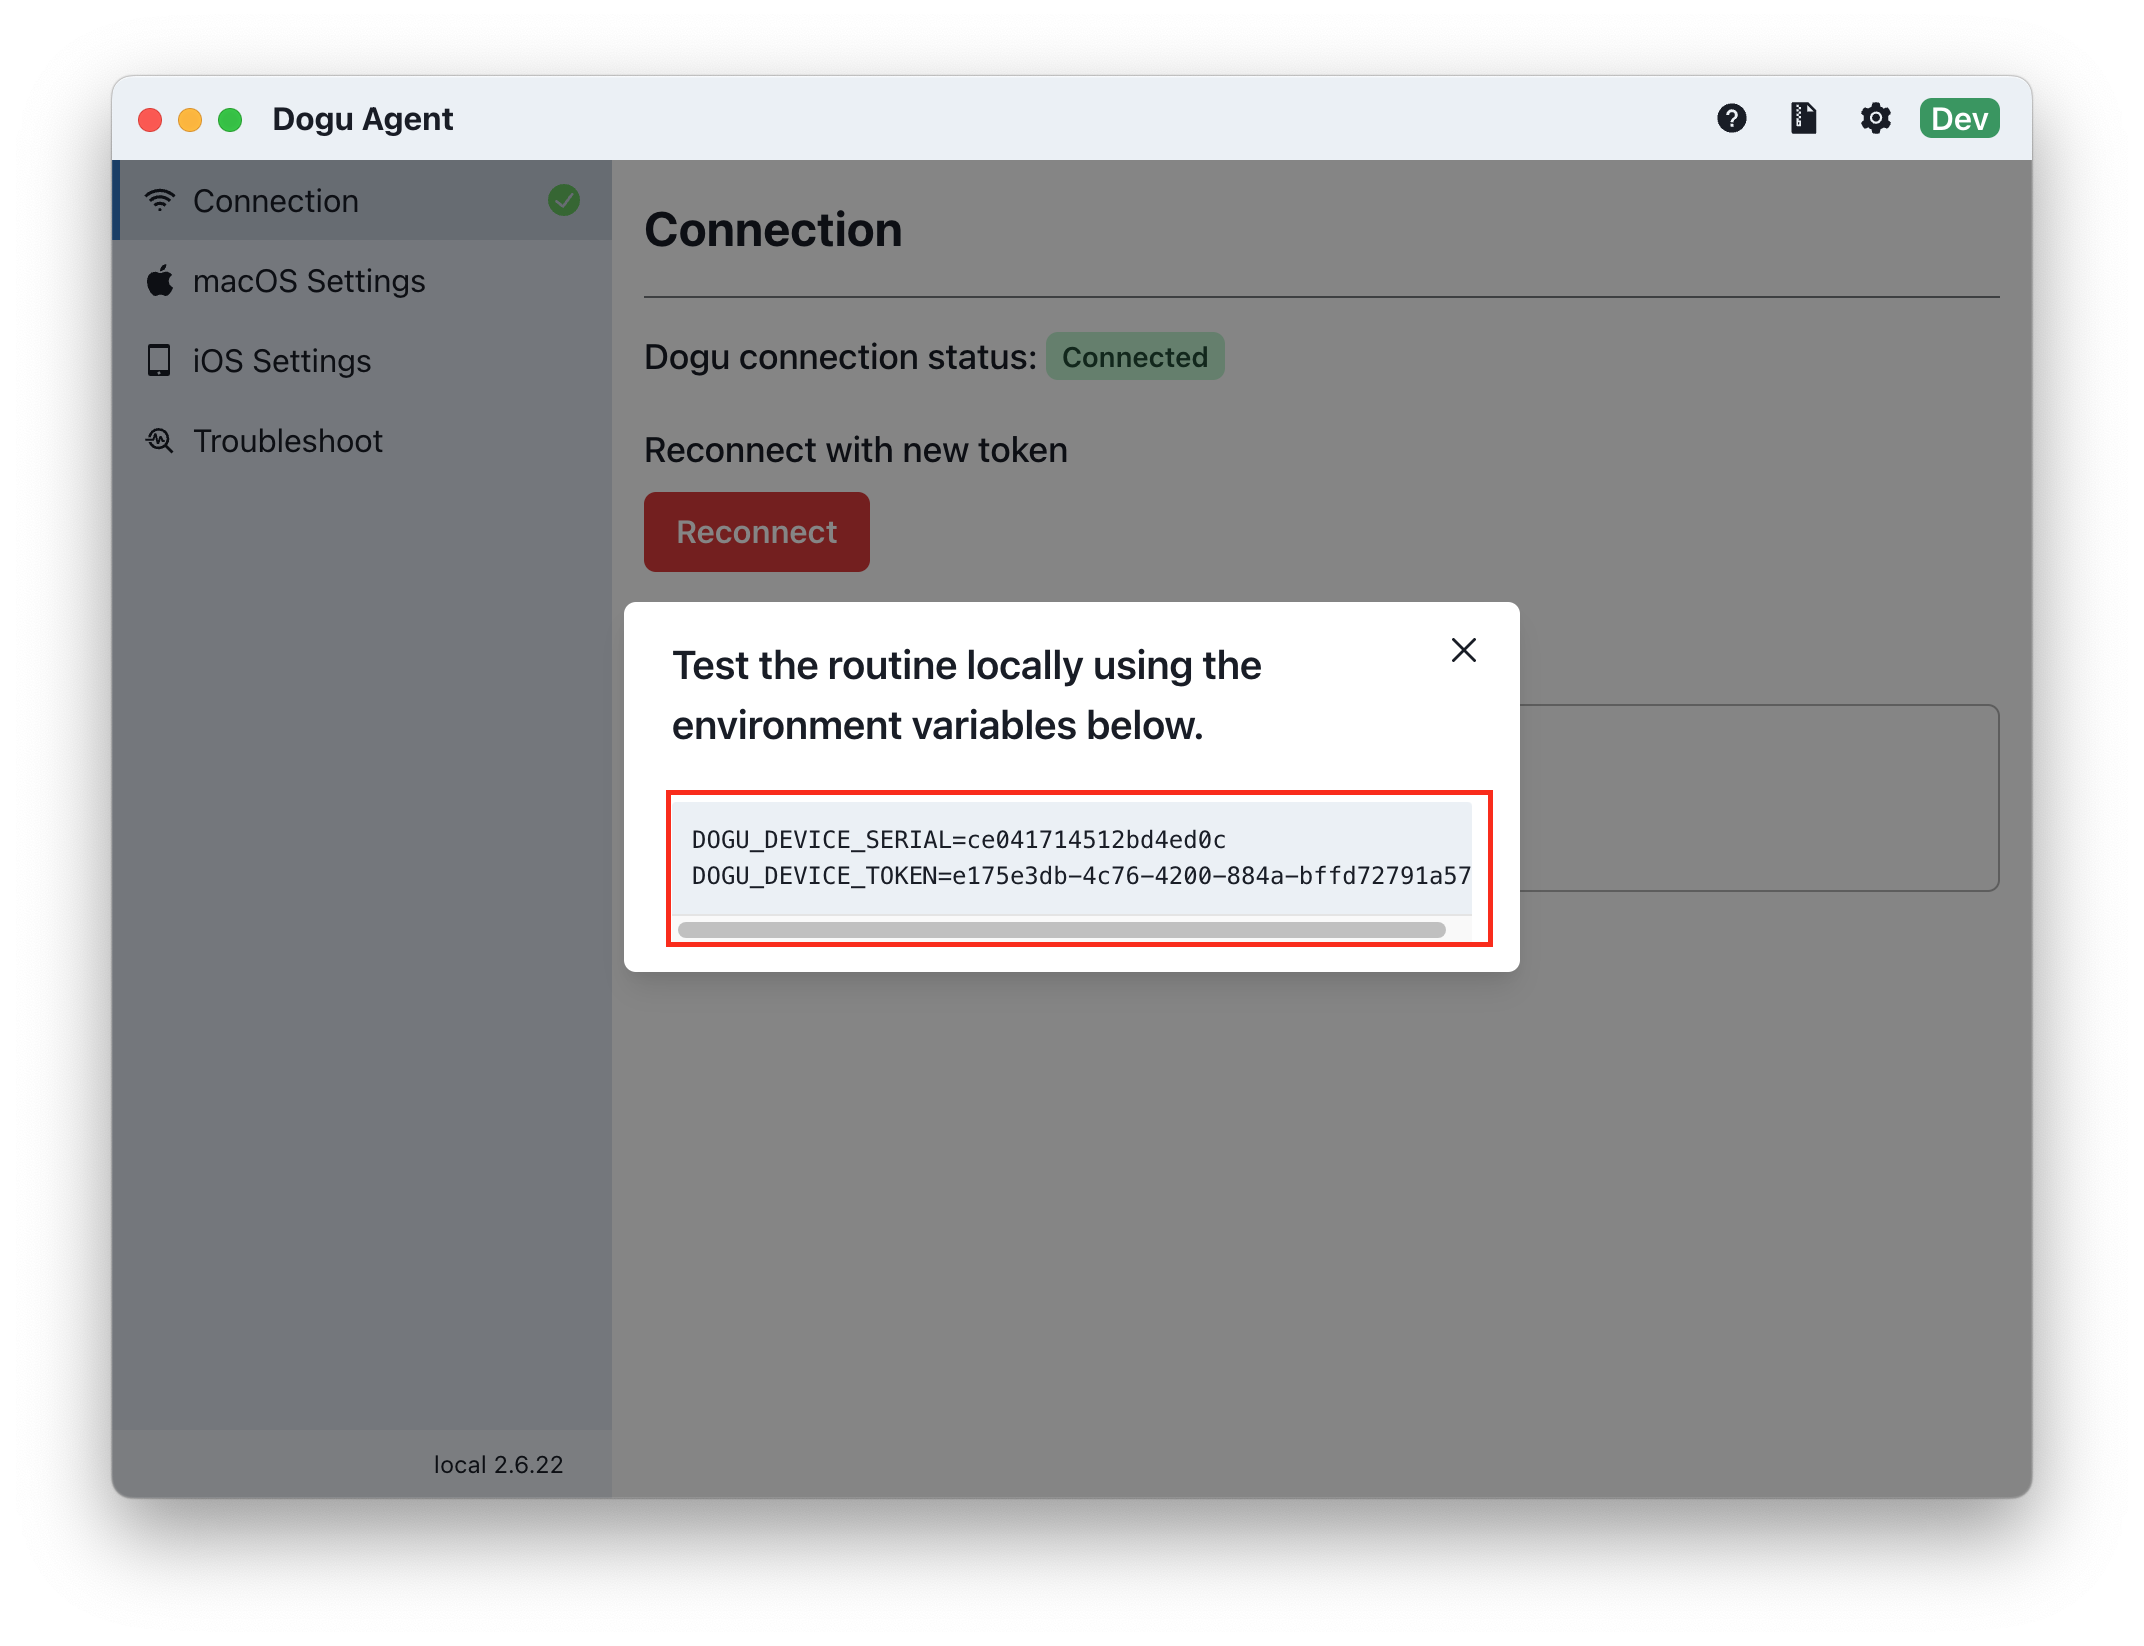 Dogu Agent
Dev
Connection
macOS Settings
iOS Settings
Troubleshoot
local 2.6.22
Connection
Dogu connection status: Connected
Reconnect with new token
Reconnect
Test the routine locally using the
environment variables below.
DOGU_DEVICE_SERIAL=ce041714512bd4ed0c
DOGU_DEVICE_TOKEN=e175e3db-4c76-4200-884a-bffd72791a57